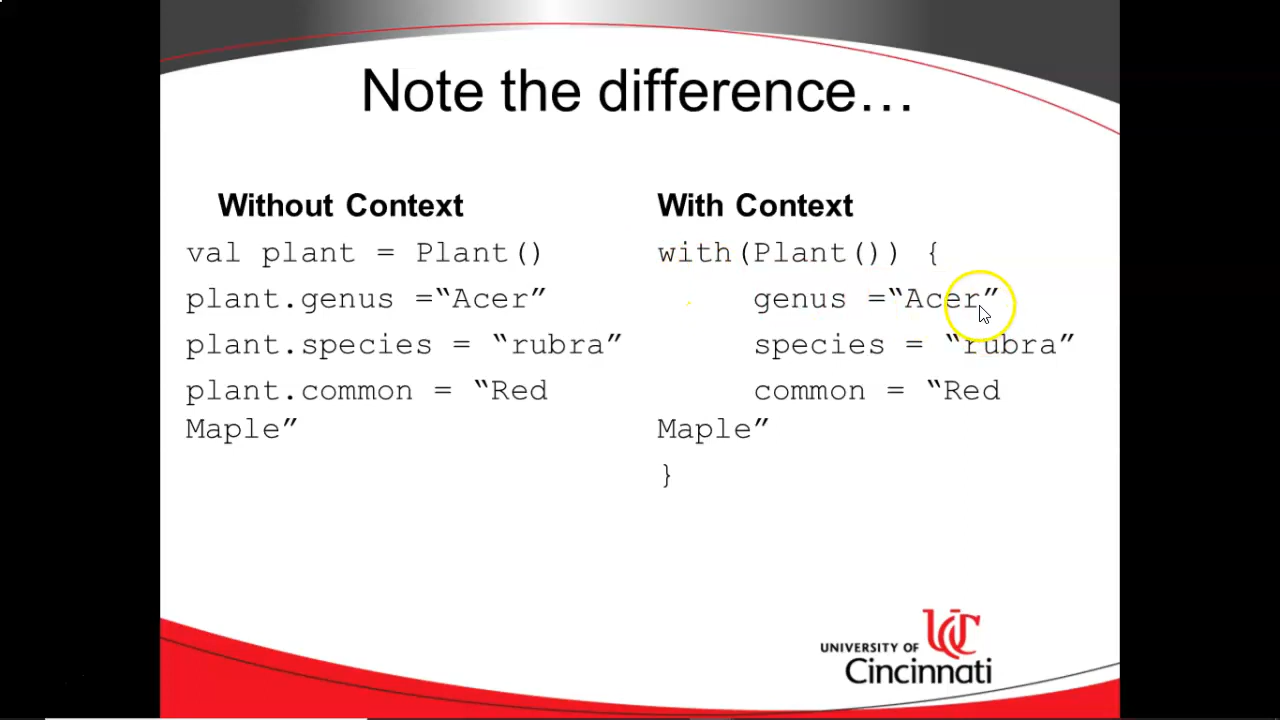 Note the difference…
Without Context
val plant = Plant()
plant.genus =“Acer”
plant.species = “rubra”
plant.common = “Red
Maple”
With Context
with(Plant()) {
genus =“Acer”
species = “rubra”
common = “Red
Maple”
}
UC
UNIVERSITY OF
Cincinnati